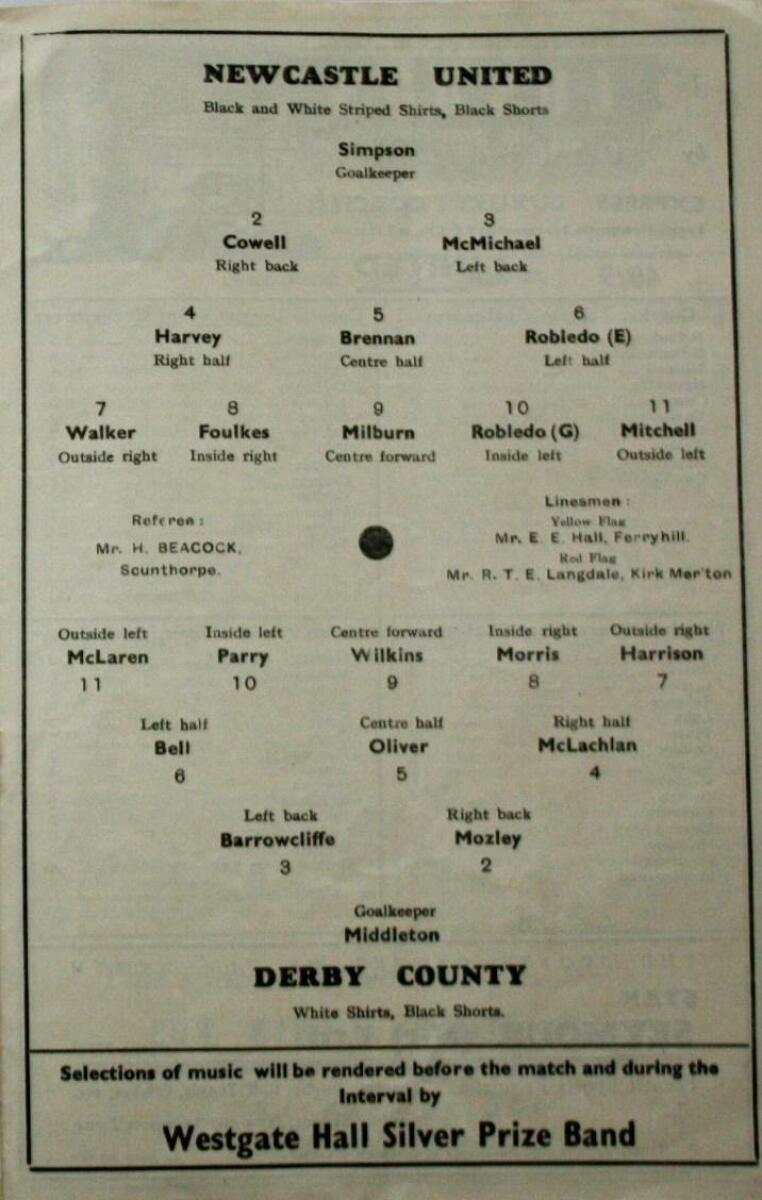 NEWCASTLE UNITED
Black and White Striped Shirts, Black Shorts
Simpson
Goalkeeper
2 3
Cowell McMichael
Right back Left back
4 5 6
Harvey Brennan Robledo (E)
Right half Centre half Left half
7 8 9 10 11
Walker Foulkes Milburn Robledo (G) Mitchell
Outside right Inside right Centre forward Inside left Outside left
Referee :
Mr. H. BEACOCK,
Scunthorpe.
Linesmen :
Yellow Flag
Mr. E. E. Hall, Ferryhill.
Red Flag
Mr. R. T. E. Langdale, Kirk Mer'ton
Outside left Inside left Centre forward Inside right Outside right
McLaren Parry Wilkins Morris Harrison
11 10 9 8 7
Left half Centre half Right half
Bell Oliver McLachlan
6 5 4
Left back Right back
Barrowcliffe Mozley
3 2
Goalkeeper
Middleton
DERBY COUNTY
White Shirts, Black Shorts.
Selections of music will be rendered before the match and during the
Interval by
Westgate Hall Silver Prize Band